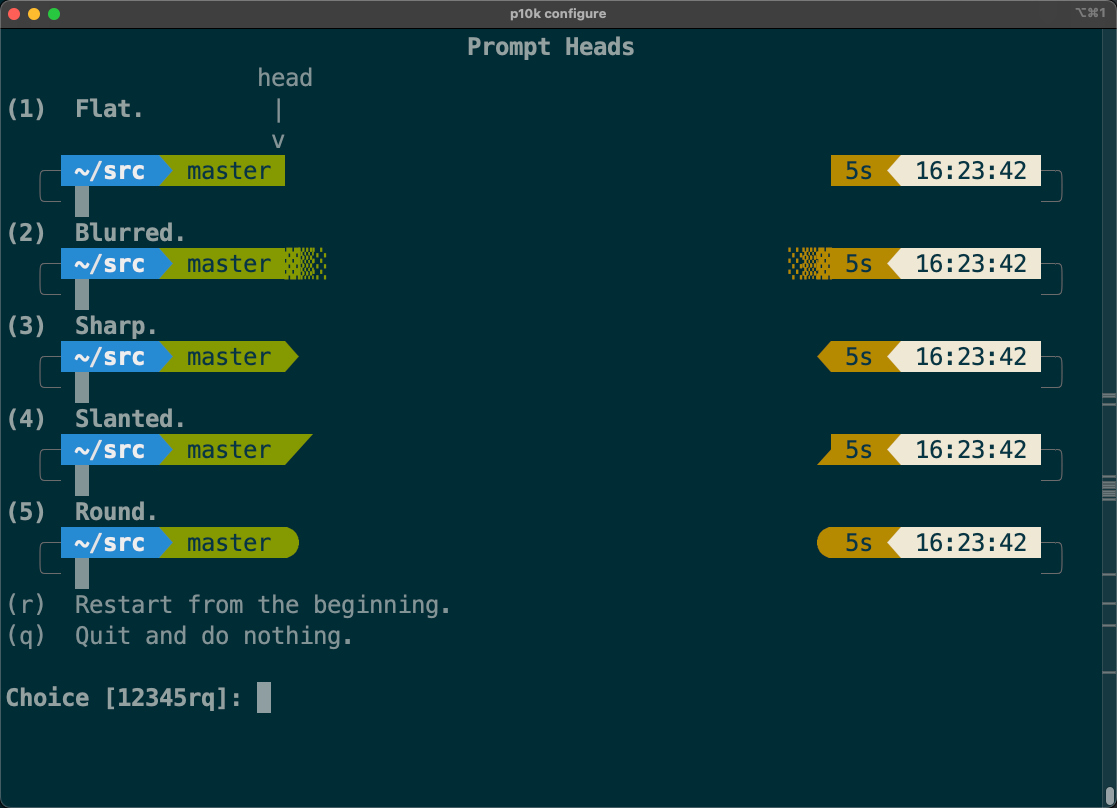 p10k configure
⌥⌘1
Prompt Heads
head
(1) Flat. |
v
~/src master 5s 16:23:42
(2) Blurred.
~/src master 5s 16:23:42
(3) Sharp.
~/src master 5s 16:23:42
(4) Slanted.
~/src master 5s 16:23:42
(5) Round.
~/src master 5s 16:23:42
(r) Restart from the beginning.
(q) Quit and do nothing.
Choice [12345rq]: